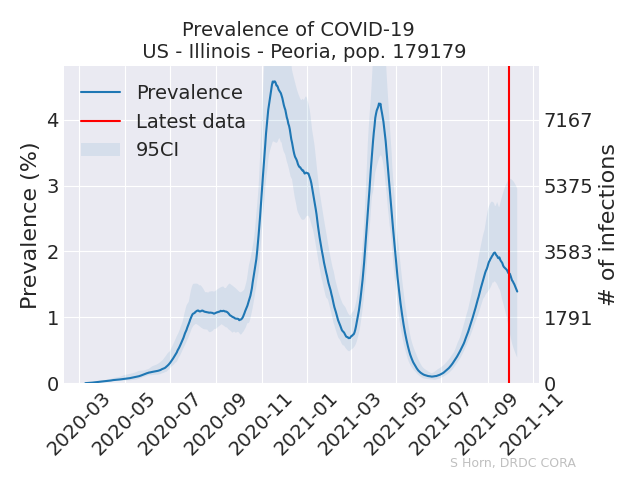 Prevalence of COVID-19
US - Illinois - Peoria, pop. 179179
Prevalence
Latest data
95CI
Prevalence (%)
4
3
2
1
0
7167
5375
3583
1791
0
# of infections
2020-03
2020-05
2020-07
2020-09
2020-11
2021-01
2021-03
2021-05
2021-07
2021-09
2021-11
S Horn, DRDC CORA